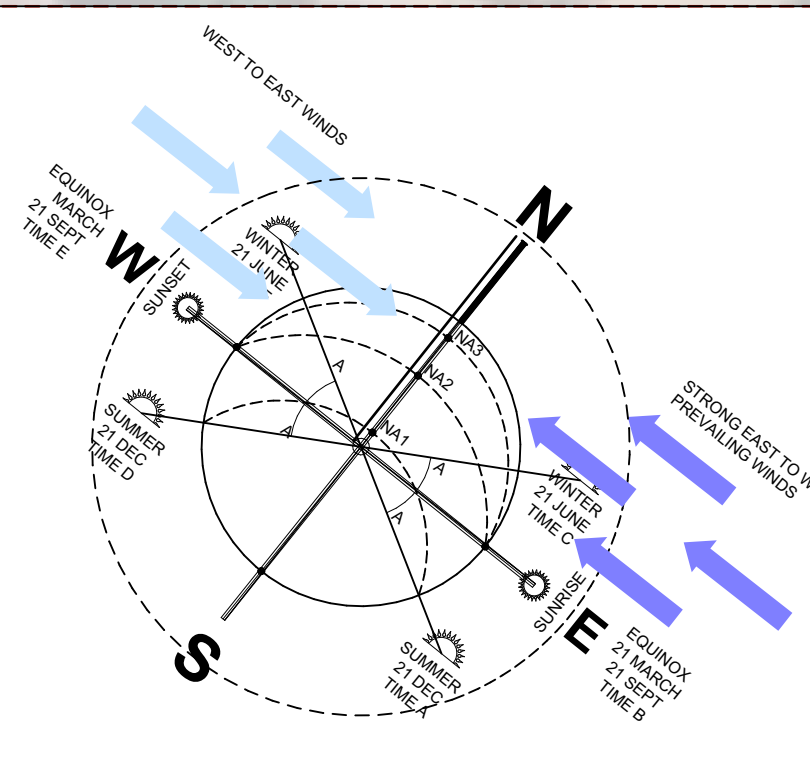 WEST TO EAST WINDS
N
EQUINOX
MARCH
21 SEPT
TIME E
W
SUNSET
WINTER
21 JUNE
A
NA3
NA2
NA1
A
A
A
SUMMER
21 DEC
TIME D
STRONG EAST TO W
PREVAILING WINDS
WINTER
21 JUNE
TIME C
SUNRISE
E
EQUINOX
21 MARCH
21 SEPT
TIME B
S
SUMMER
21 DEC
TIME A